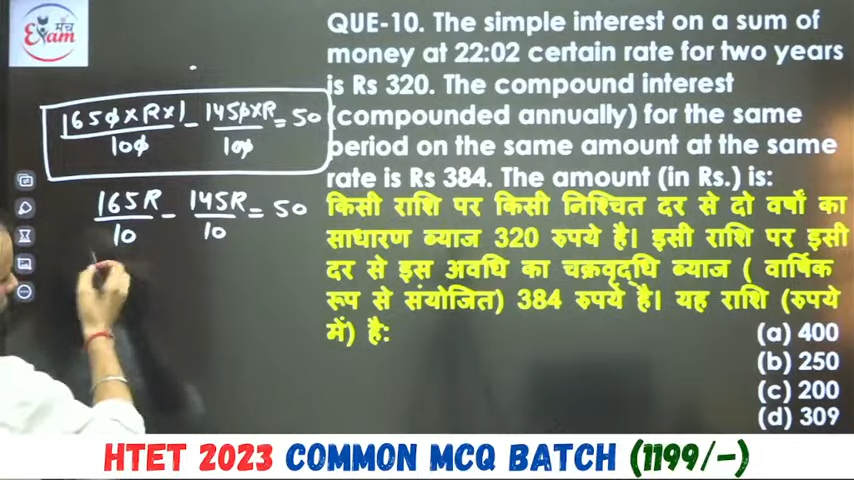 मंच
Exam
1650×R×1/100 - 1450×R/100 = 50
165R/10 - 145R/10 = 50
QUE-10. The simple interest on a sum of
money at 22:02 certain rate for two years
is Rs 320. The compound interest
(compounded annually) for the same
period on the same amount at the same
rate is Rs 384. The amount (in Rs.) is:
किसी राशि पर किसी निश्चित दर से दो वर्षों का
साधारण ब्याज 320 रुपये है। इसी राशि पर इसी
दर से इस अवधि का चक्रवृद्धि ब्याज ( वार्षिक
रूप से संयोजित) 384 रुपये है। यह राशि (रुपये
में) है:
(a) 400
(b) 250
(c) 200
(d) 309
HTET 2023 COMMON MCQ BATCH (1199/-)